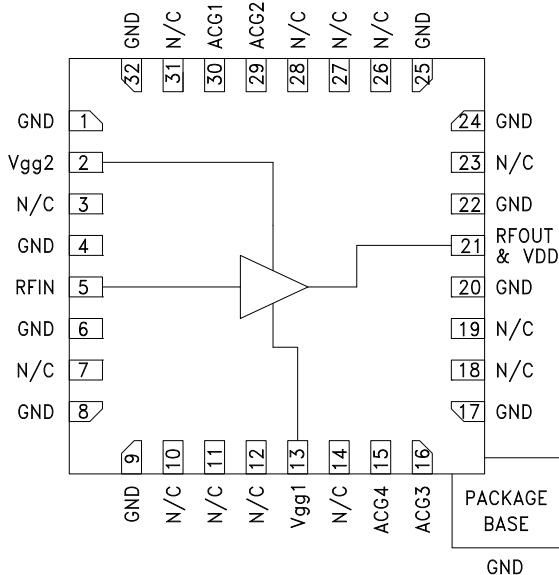 GND
N/C
ACG1
ACG2
N/C
N/C
N/C
GND
32
31
30
29
28
27
26
25
GND 1
Vgg2 2
N/C 3
GND 4
RFIN 5
GND 6
N/C 7
GND 8
24 GND
23 N/C
22 GND
21 RFOUT
& VDD
20 GND
19 N/C
18 N/C
17 GND
9
10
11
12
13
14
15
16
GND
N/C
N/C
N/C
Vgg1
N/C
ACG4
ACG3
PACKAGE
BASE
GND